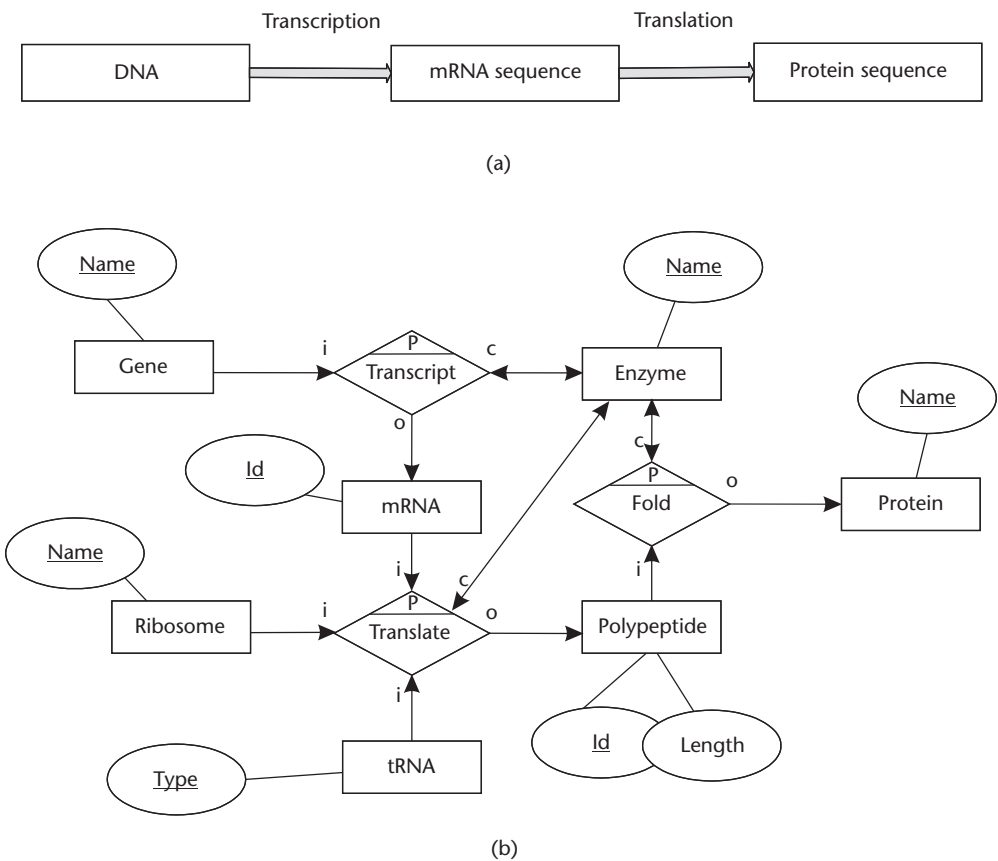 Transcription
Translation
DNA
mRNA sequence
Protein sequence
(a)
Name
Name
Gene
i
P
Transcript
c
Enzyme
Name
o
c
Id
mRNA
P
Fold
o
Protein
Name
i
c
i
Ribosome
P
Translate
o
i
Polypeptide
i
Id
Length
Type
tRNA
(b)